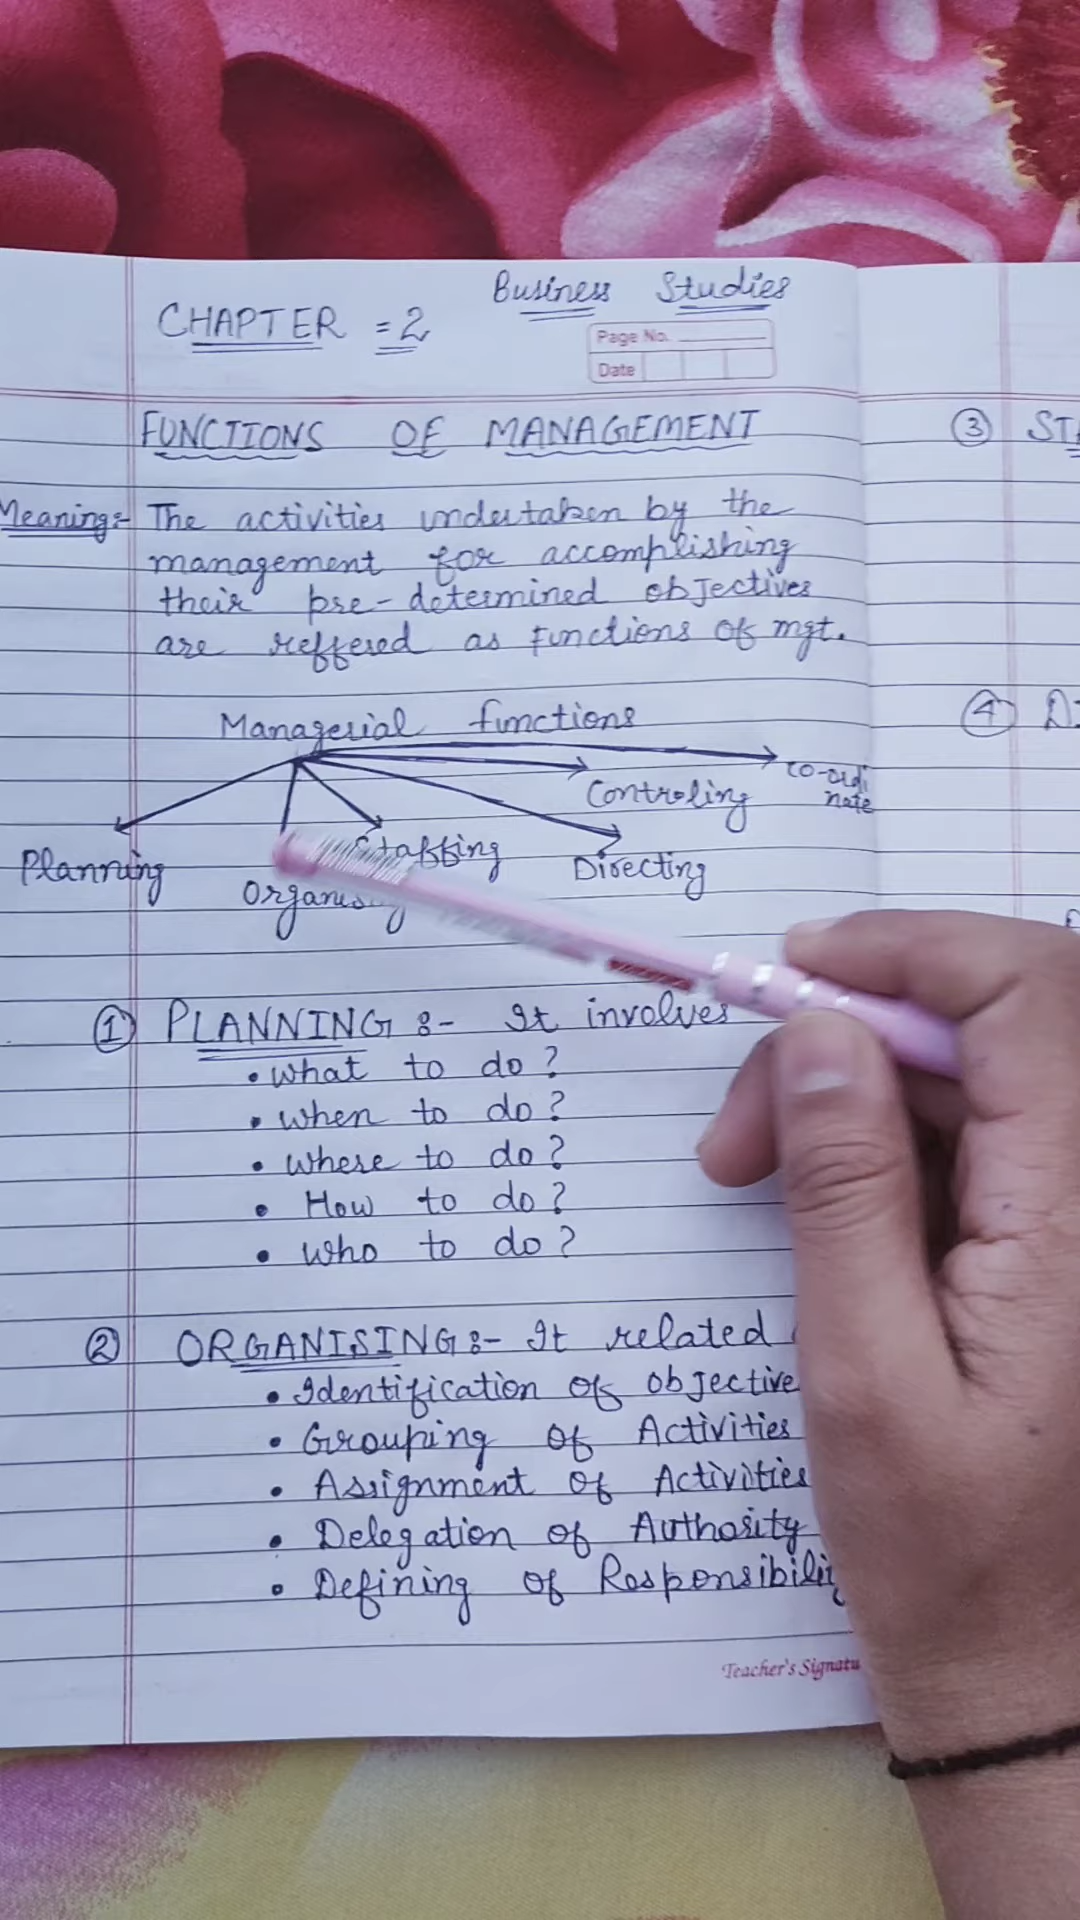 Business Studies
CHAPTER = 2
Page No.
Date
FUNCTIONS OF MANAGEMENT
Meaning:- The activities undertaken by the
management for accomplishing
their pre-determined objectives
are reffered as functions of mgt.
Managerial functions
Co-ordi
nate
Controling
Planning
Staffing
Directing
① PLANNING :- It involves
• What to do?
• When to do?
• Where to do?
• How to do?
• Who to do?
② ORGANISING :- It related
• Identification of objective
• Grouping of Activities
• Assignment of Activities
• Delegation of Authority
• Defining of Responsibili
Teacher's Signatu
③ ST
④ D